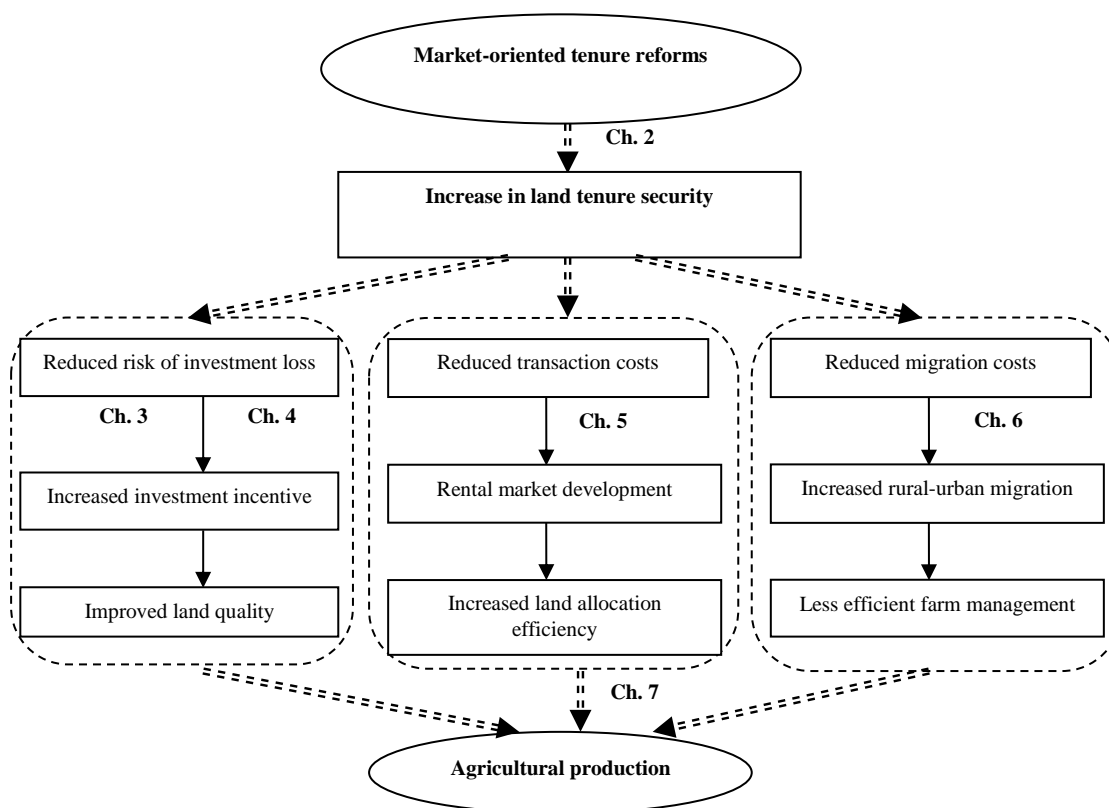 Market-oriented tenure reforms
Ch. 2
Increase in land tenure security
Reduced risk of investment loss
Ch. 3
Ch. 4
Increased investment incentive
Improved land quality
Reduced transaction costs
Ch. 5
Rental market development
Increased land allocation
efficiency
Reduced migration costs
Ch. 6
Increased rural-urban migration
Less efficient farm management
Ch. 7
Agricultural production